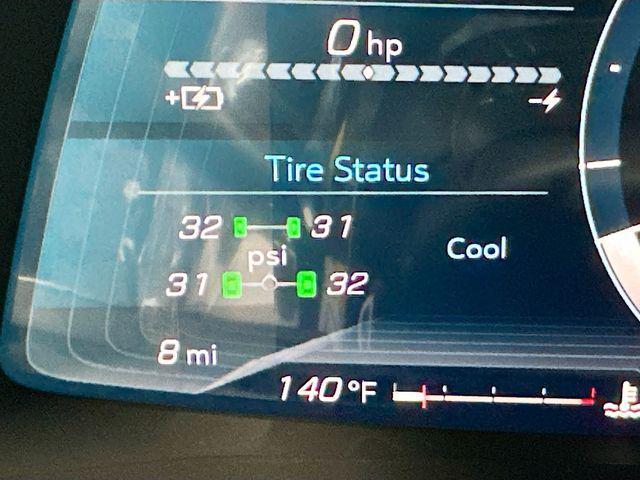 0 hp
+ −
Tire Status
32 31
psi
Cool
31 32
8 mi
140°F